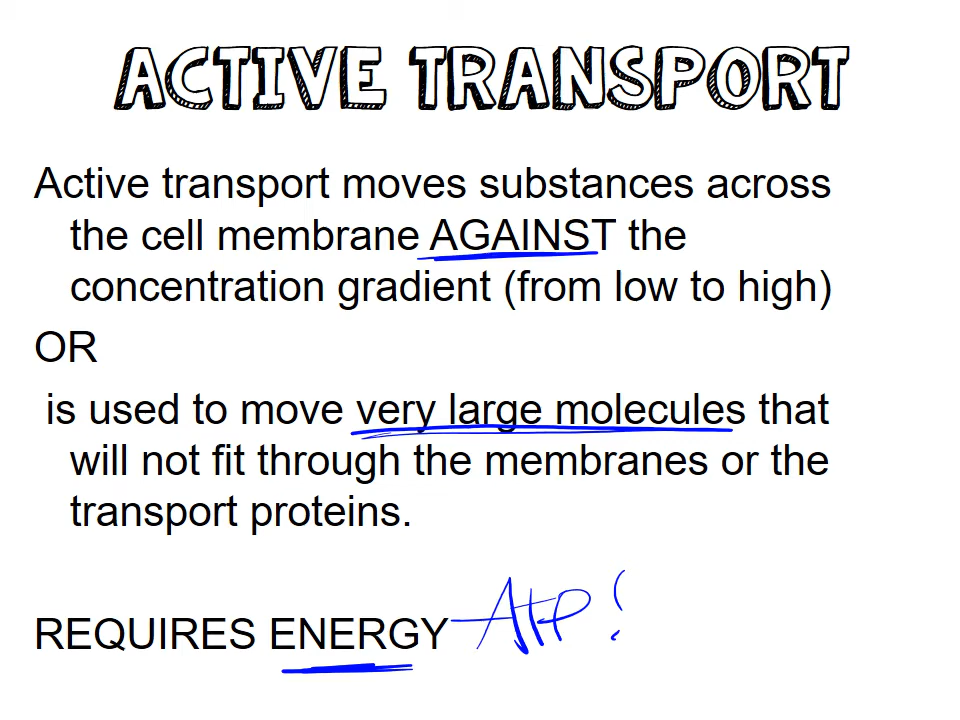 ACTIVE TRANSPORT
Active transport moves substances across
the cell membrane AGAINST the
concentration gradient (from low to high)
OR
is used to move very large molecules that
will not fit through the membranes or the
transport proteins.
REQUIRES ENERGY ATP!